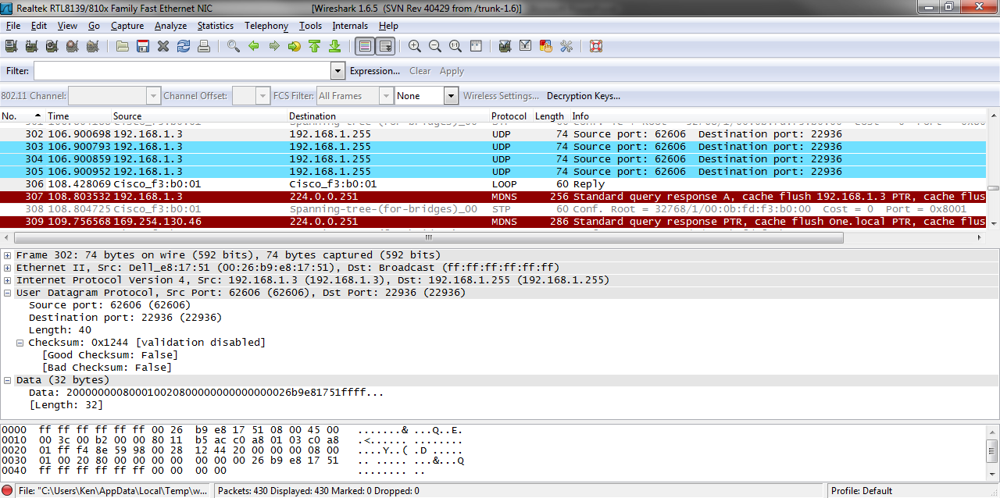 Realtek RTL8139/810x Family Fast Ethernet NIC [Wireshark 1.6.5 (SVN Rev 40429 from /trunk-1.6)]
File Edit View Go Capture Analyze Statistics Telephony Tools Internals Help
Filter: Expression... Clear Apply
802.11 Channel: Channel Offset: FCS Filter: All Frames None Wireless Settings... Decryption Keys...
No. Time Source Destination Protocol Length Info
302 106.900698 192.168.1.3 192.168.1.255 UDP 74 Source port: 62606 Destination port: 22936
303 106.900793 192.168.1.3 192.168.1.255 UDP 74 Source port: 62606 Destination port: 22936
304 106.900859 192.168.1.3 192.168.1.255 UDP 74 Source port: 62606 Destination port: 22936
305 106.900952 192.168.1.3 192.168.1.255 UDP 74 Source port: 62606 Destination port: 22936
306 108.428069 Cisco_f3:b0:01 Cisco_f3:b0:01 LOOP 60 Reply
307 108.803532 192.168.1.3 224.0.0.251 MDNS 256 Standard query response A, cache flush 192.168.1.3 PTR, cache flus
308 108.804725 Cisco_f3:b0:01 Spanning-tree-(for-bridges)_00 STP 60 Conf. Root = 32768/1/00:0b:fd:f3:b0:00 Cost = 0 Port = 0x8001
309 109.756568 169.254.130.46 224.0.0.251 MDNS 286 Standard query response PTR, cache flush One.local PTR, cache flus
Frame 302: 74 bytes on wire (592 bits), 74 bytes captured (592 bits)
Ethernet II, Src: Dell_e8:17:51 (00:26:b9:e8:17:51), Dst: Broadcast (ff:ff:ff:ff:ff:ff)
Internet Protocol Version 4, Src: 192.168.1.3 (192.168.1.3), Dst: 192.168.1.255 (192.168.1.255)
User Datagram Protocol, Src Port: 62606 (62606), Dst Port: 22936 (22936)
Source port: 62606 (62606)
Destination port: 22936 (22936)
Length: 40
Checksum: 0x1244 [validation disabled]
[Good Checksum: False]
[Bad Checksum: False]
Data (32 bytes)
Data: 200000000800010020800000000000000026b9e81751ffff...
[Length: 32]
0000 ff ff ff ff ff ff 00 26 b9 e8 17 51 08 00 45 00 .......& ...Q..E.
0010 00 3c 00 b2 00 00 80 11 b5 ac c0 a8 01 03 c0 a8 .<...... ........
0020 01 ff f4 8e 59 98 00 28 12 44 20 00 00 00 08 00 ....Y..( .D .....
0030 01 00 20 80 00 00 00 00 00 00 00 26 b9 e8 17 51 .. ..... ...&...Q
0040 ff ff ff ff ff ff 00 00 00 00 ........ ..
File: "C:\Users\Ken\AppData\Local\Temp\w... Packets: 430 Displayed: 430 Marked: 0 Dropped: 0 Profile: Default